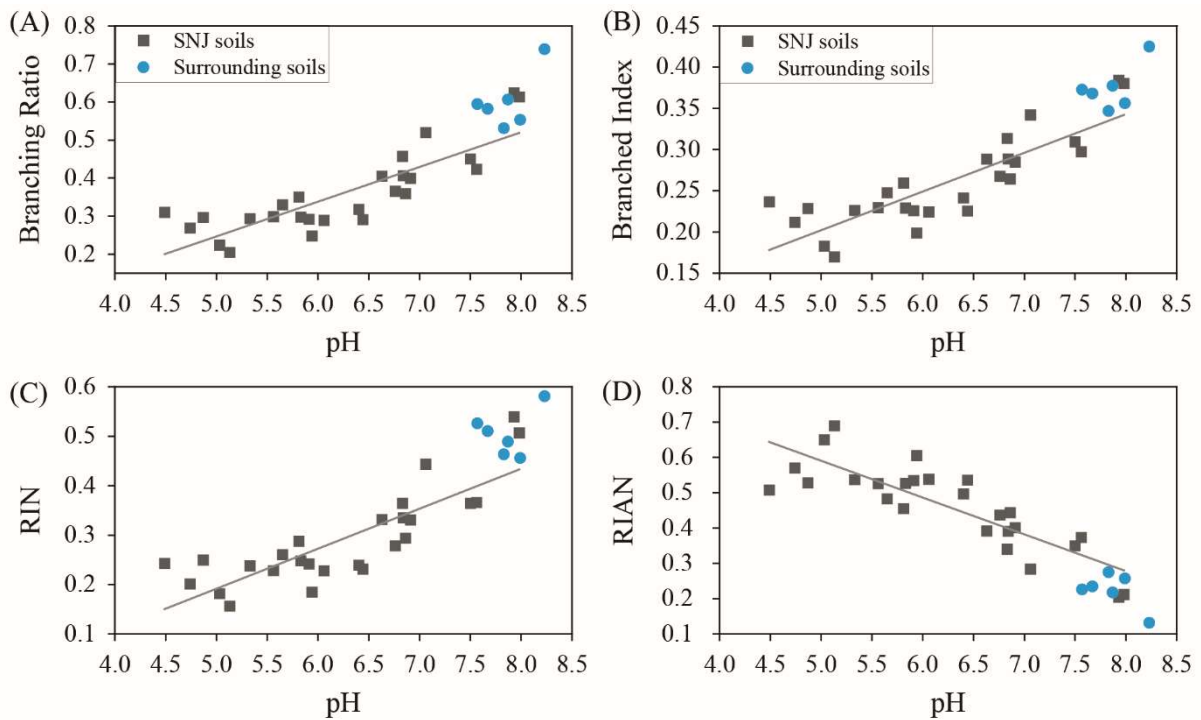 (A)
0.8
0.7
0.6
0.5
0.4
0.3
0.2
Branching Ratio
SNJ soils
Surrounding soils
4.0 4.5 5.0 5.5 6.0 6.5 7.0 7.5 8.0 8.5
pH
(B)
0.45
0.40
0.35
0.30
0.25
0.20
0.15
Branched Index
SNJ soils
Surrounding soils
4.0 4.5 5.0 5.5 6.0 6.5 7.0 7.5 8.0 8.5
pH
(C)
0.6
0.5
0.4
0.3
0.2
0.1
RIN
4.0 4.5 5.0 5.5 6.0 6.5 7.0 7.5 8.0 8.5
pH
(D)
0.8
0.7
0.6
0.5
0.4
0.3
0.2
0.1
RIAN
4.0 4.5 5.0 5.5 6.0 6.5 7.0 7.5 8.0 8.5
pH